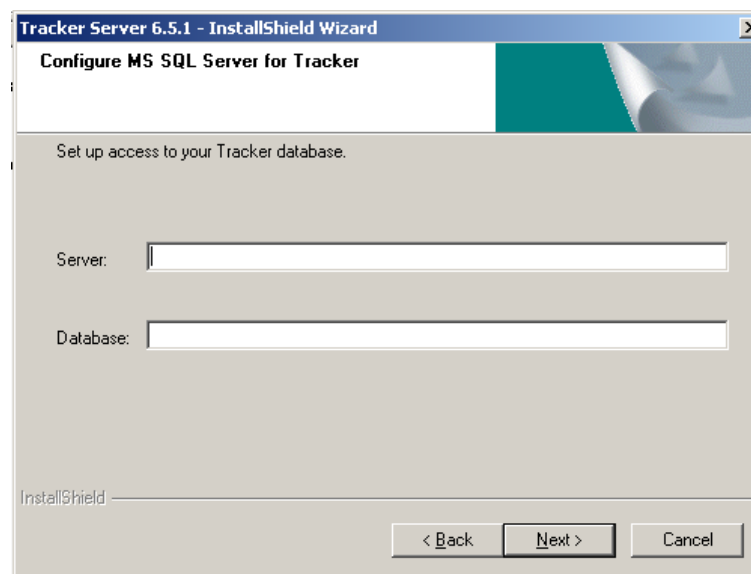 Tracker Server 6.5.1 - InstallShield Wizard
Configure MS SQL Server for Tracker
Set up access to your Tracker database.
Server:
Database:
InstallShield
< Back
Next >
Cancel